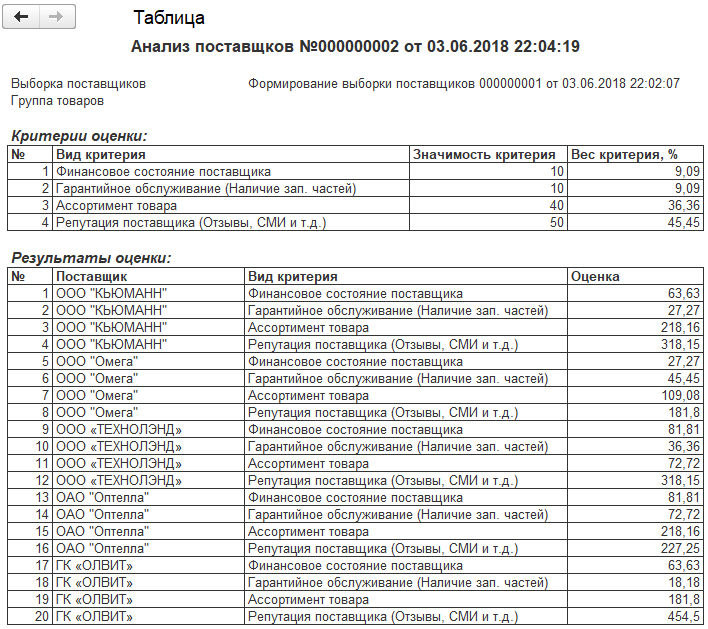 Таблица
Анализ поставщков №000000002 от 03.06.2018 22:04:19
Выборка поставщиков Формирование выборки поставщиков 000000001 от 03.06.2018 22:02:07
Группа товаров
Критерии оценки:
№ Вид критерия Значимость критерия Вес критерия, %
1 Финансовое состояние поставщика 10 9,09
2 Гарантийное обслуживание (Наличие зап. частей) 10 9,09
3 Ассортимент товара 40 36,36
4 Репутация поставщика (Отзывы, СМИ и т.д.) 50 45,45
Результаты оценки:
№ Поставщик Вид критерия Оценка
1 ООО "КЬЮМАНН" Финансовое состояние поставщика 63,63
2 ООО "КЬЮМАНН" Гарантийное обслуживание (Наличие зап. частей) 27,27
3 ООО "КЬЮМАНН" Ассортимент товара 218,16
4 ООО "КЬЮМАНН" Репутация поставщика (Отзывы, СМИ и т.д.) 318,15
5 ООО "Омега" Финансовое состояние поставщика 27,27
6 ООО "Омега" Гарантийное обслуживание (Наличие зап. частей) 45,45
7 ООО "Омега" Ассортимент товара 109,08
8 ООО "Омега" Репутация поставщика (Отзывы, СМИ и т.д.) 181,8
9 ООО «ТЕХНОЛЭНД» Финансовое состояние поставщика 81,81
10 ООО «ТЕХНОЛЭНД» Гарантийное обслуживание (Наличие зап. частей) 36,36
11 ООО «ТЕХНОЛЭНД» Ассортимент товара 72,72
12 ООО «ТЕХНОЛЭНД» Репутация поставщика (Отзывы, СМИ и т.д.) 318,15
13 ОАО "Оптелла" Финансовое состояние поставщика 81,81
14 ОАО "Оптелла" Гарантийное обслуживание (Наличие зап. частей) 72,72
15 ОАО "Оптелла" Ассортимент товара 218,16
16 ОАО "Оптелла" Репутация поставщика (Отзывы, СМИ и т.д.) 227,25
17 ГК «ОЛВИТ» Финансовое состояние поставщика 63,63
18 ГК «ОЛВИТ» Гарантийное обслуживание (Наличие зап. частей) 18,18
19 ГК «ОЛВИТ» Ассортимент товара 181,8
20 ГК «ОЛВИТ» Репутация поставщика (Отзывы, СМИ и т.д.) 454,5